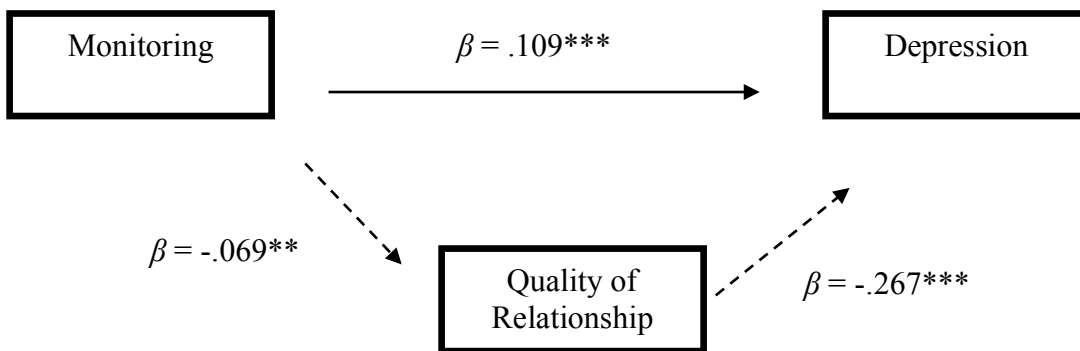 Monitoring
β = .109***
Depression
β = -.069**
Quality of
Relationship
β = -.267***